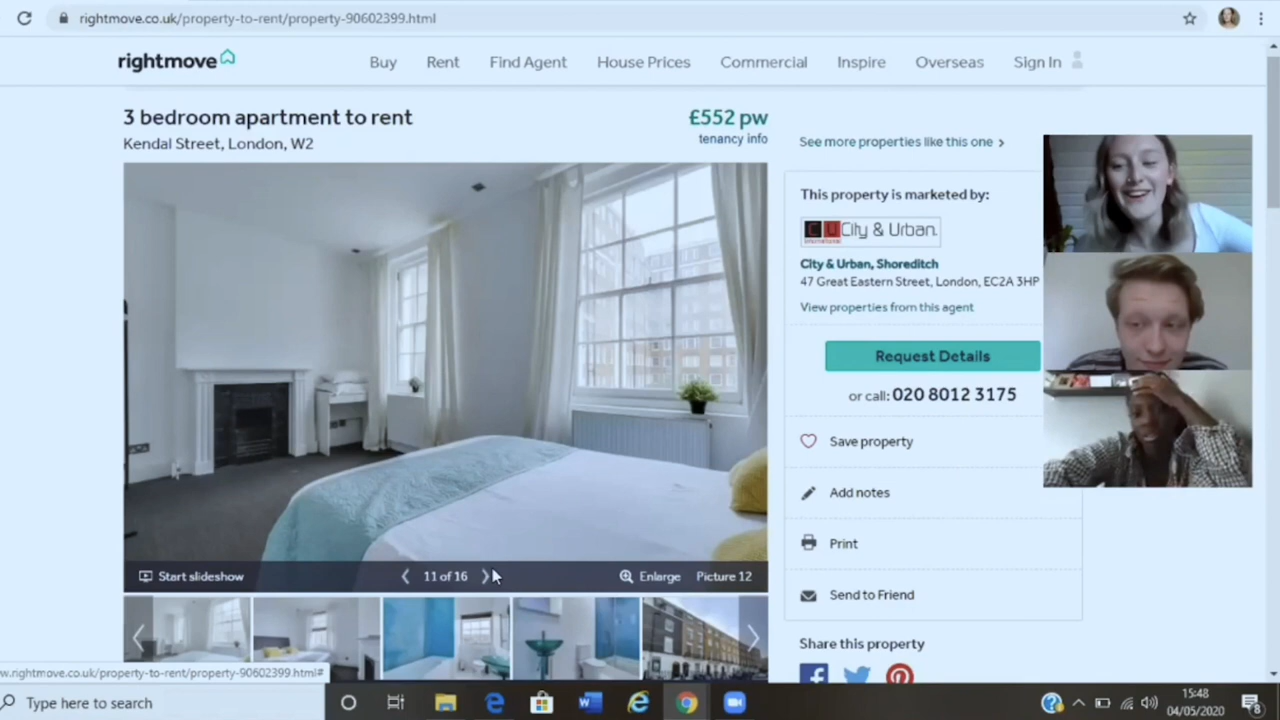 rightmove.co.uk/property-to-rent/property-90602399.html
rightmove
Buy
Rent
Find Agent
House Prices
Commercial
Inspire
Overseas
Sign In
3 bedroom apartment to rent
£552 pw
Kendal Street, London, W2
tenancy info
See more properties like this one
This property is marketed by:
CU City & Urban.
City & Urban, Shoreditch
47 Great Eastern Street, London, EC2A 3HP
View properties from this agent
Request Details
or call: 020 8012 3175
Save property
Add notes
Print
Send to Friend
Share this property
Start slideshow
11 of 16
Enlarge
Picture 12
w.rightmove.co.uk/property-to-rent/property-90602399.html#
Type here to search
15:48
04/05/2020
8